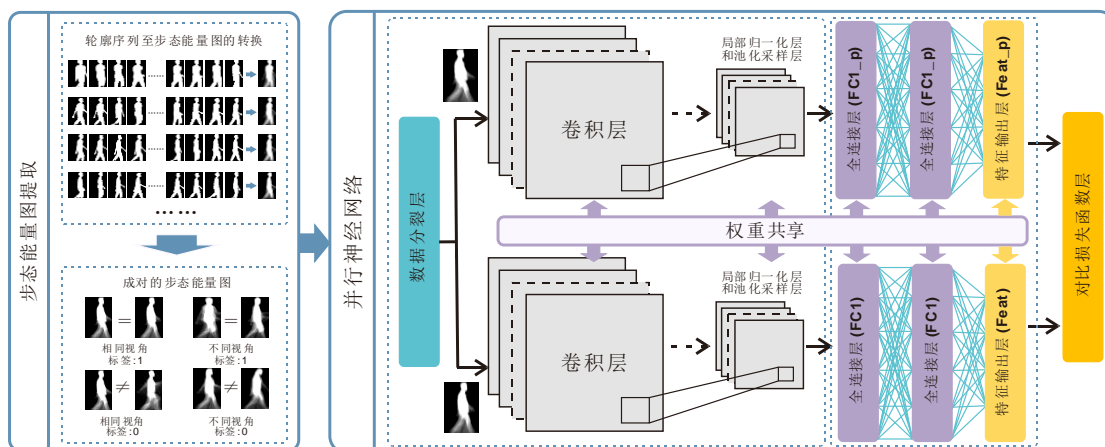 步态能量图提取
轮廓序列至步态能量图的转换
......
......
......
......
... ...
成对的步态能量图
=
=
相同视角
标签:1
不同视角
标签:1
≠
≠
相同视角
标签:0
不同视角
标签:0
并行神经网络
数据分裂层
卷积层
局部归一化层
和池化采样层
全连接层 (FC1_p)
全连接层 (FC1_p)
特征输出层 (Feat_p)
权重共享
卷积层
局部归一化层
和池化采样层
全连接层 (FC1)
全连接层 (FC1)
特征输出层 (Feat)
对比损失函数层